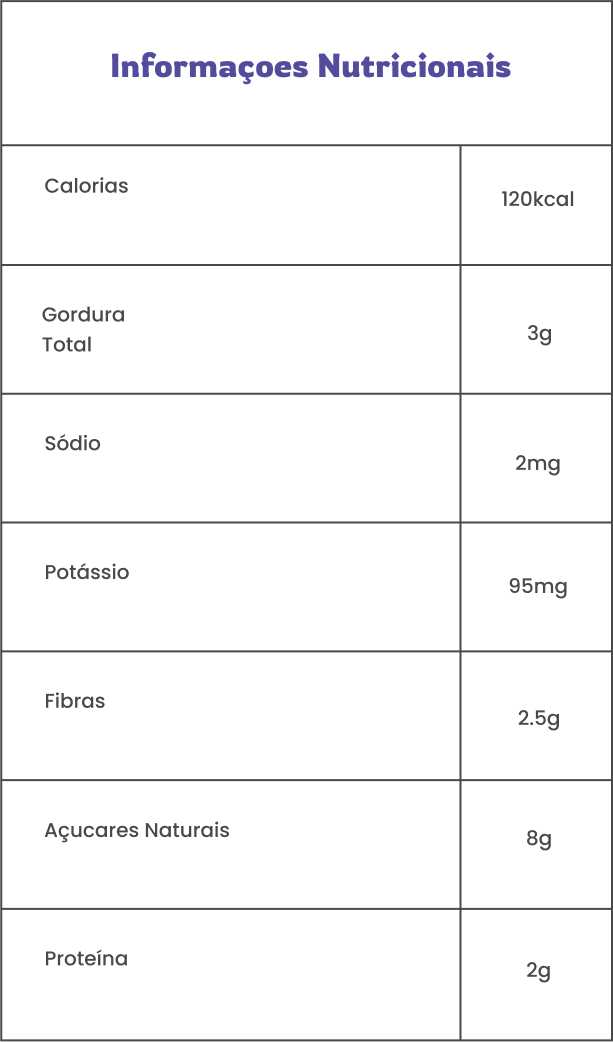 Informaçoes Nutricionais
Calorias
120kcal
Gordura
Total
3g
Sódio
2mg
Potássio
95mg
Fibras
2.5g
Açucares Naturais
8g
Proteína
2g